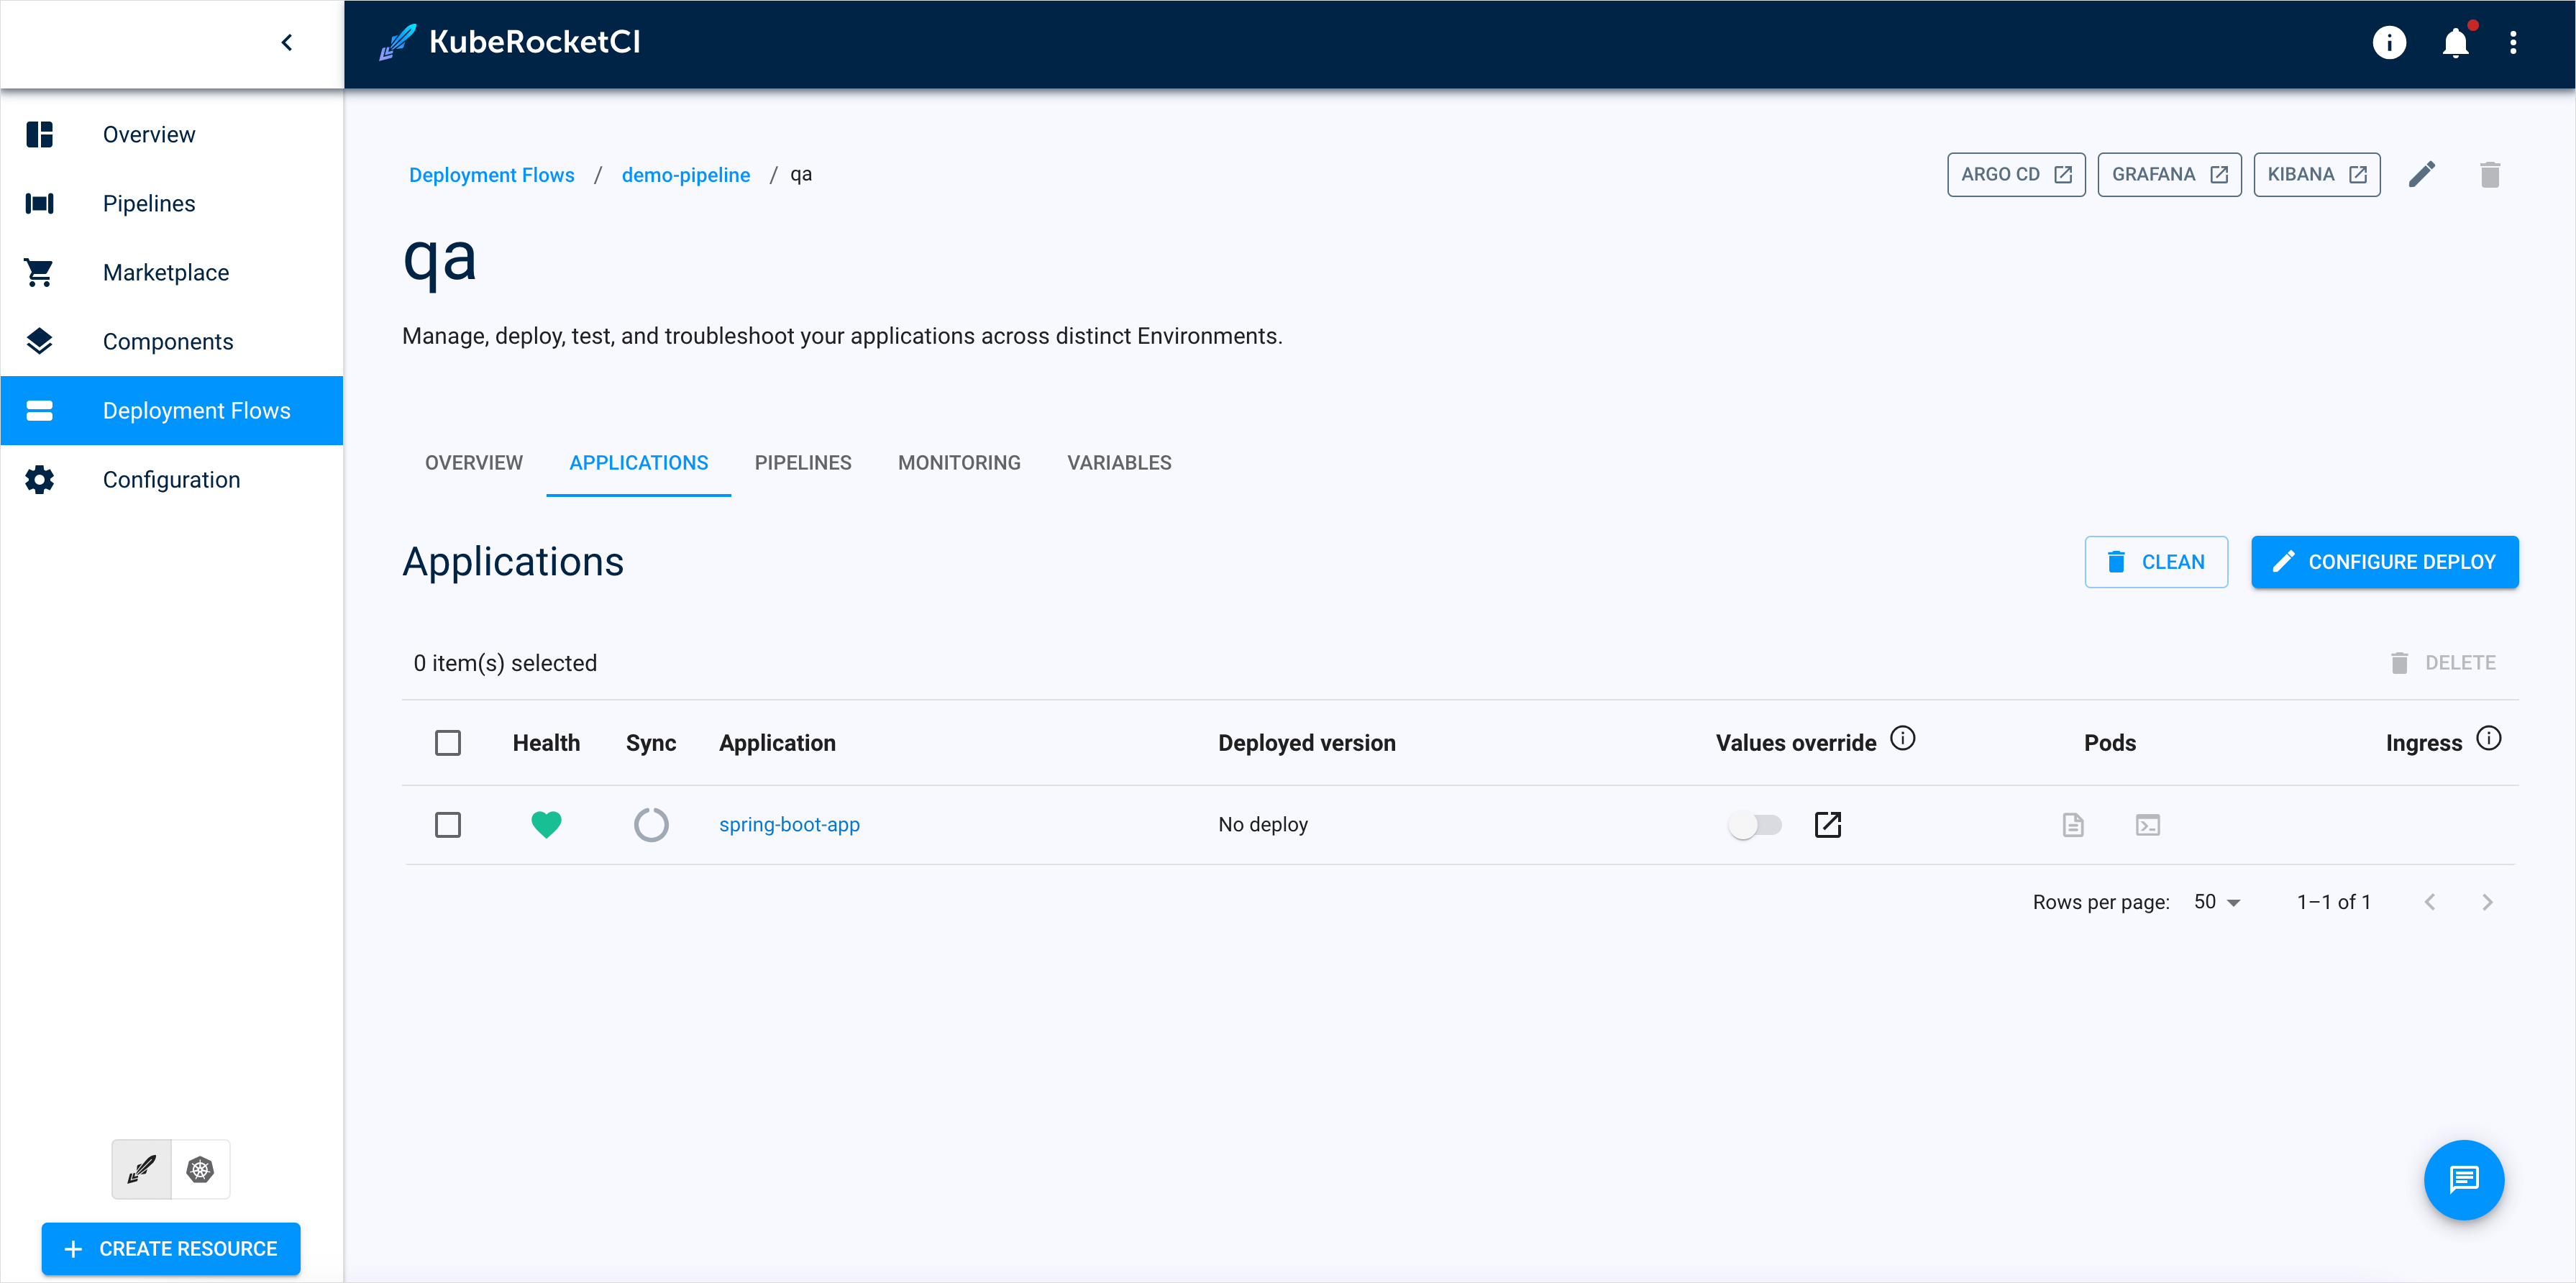 KubeRocketCI
Overview
Pipelines
Marketplace
Components
Deployment Flows
Configuration
CREATE RESOURCE
Deployment Flows / demo-pipeline / qa
ARGO CD
GRAFANA
KIBANA
qa
Manage, deploy, test, and troubleshoot your applications across distinct Environments.
OVERVIEW APPLICATIONS PIPELINES MONITORING VARIABLES
Applications
CLEAN
CONFIGURE DEPLOY
0 item(s) selected
DELETE
Health Sync Application Deployed version Values override Pods Ingress
spring-boot-app No deploy
Rows per page: 50 1–1 of 1